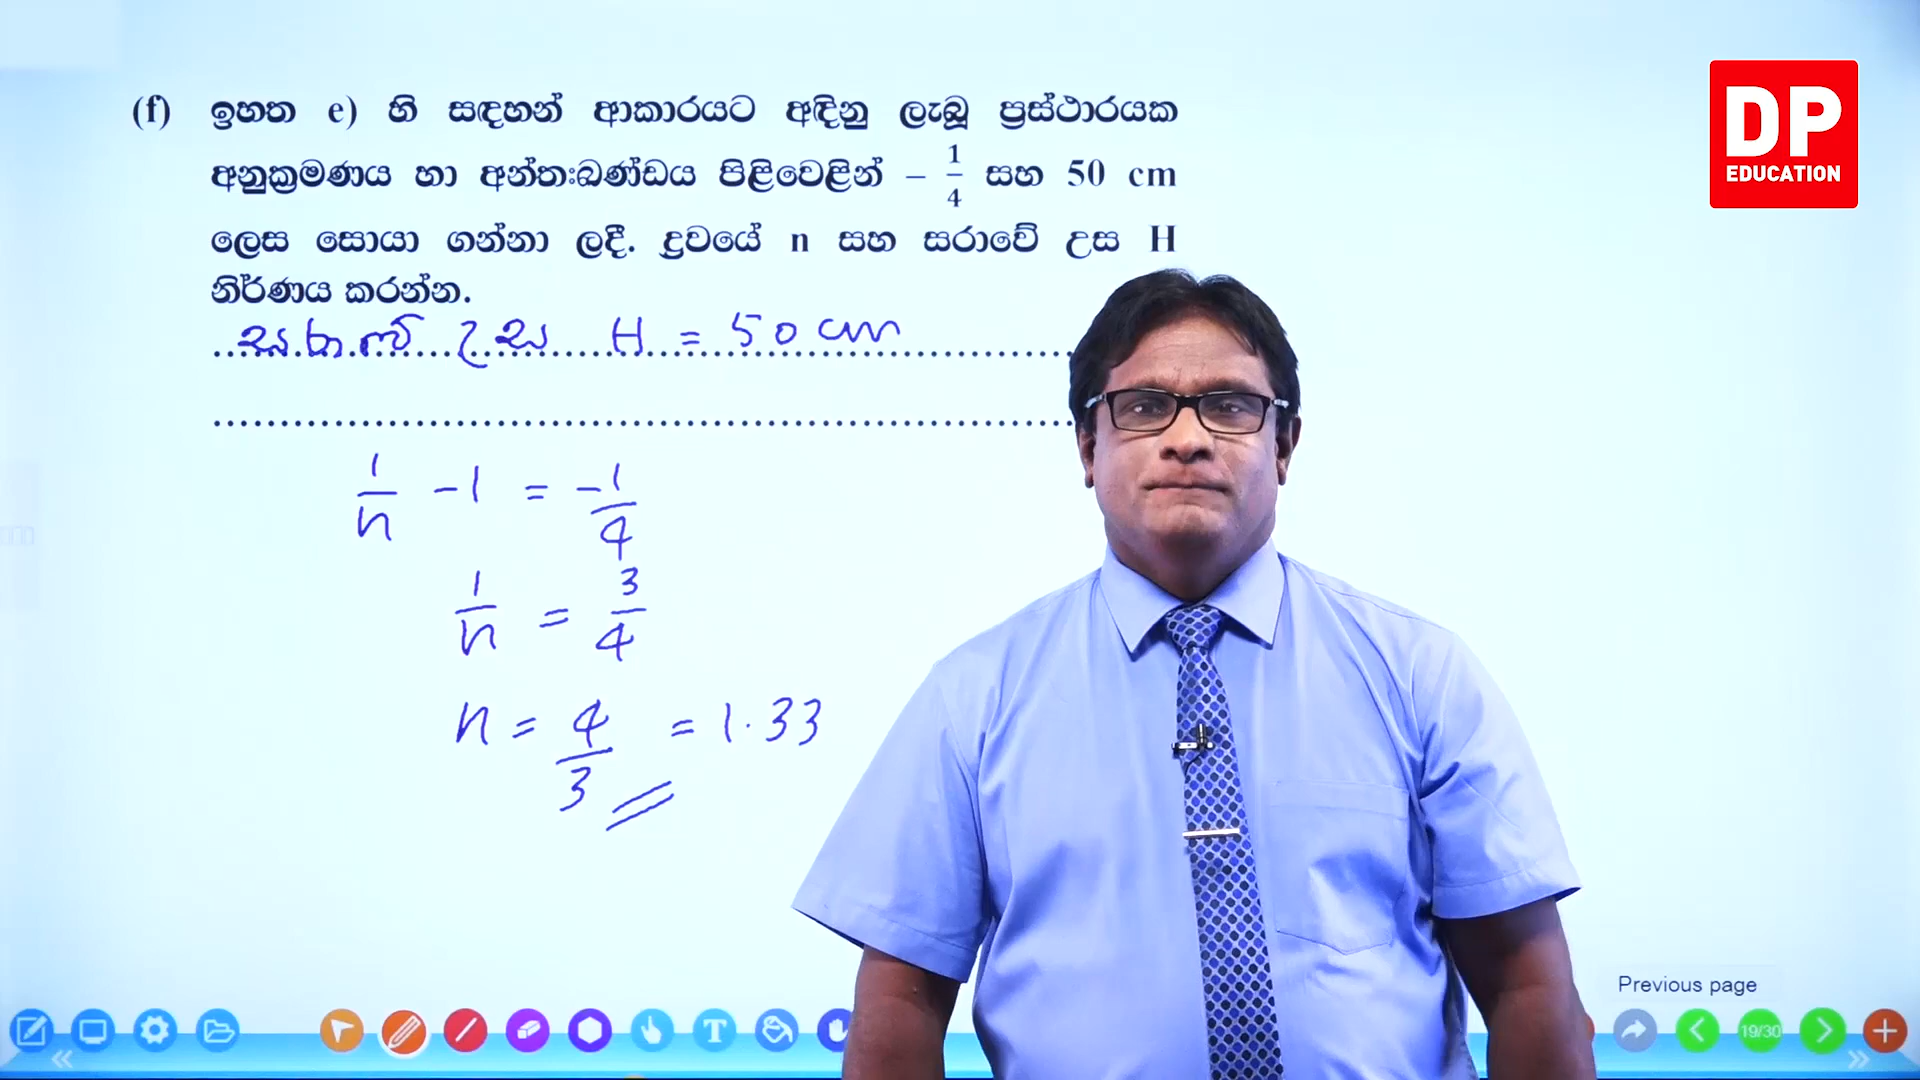 (f) ඉහත e) හි සඳහන් ආකාරයට අඳිනු ලැබූ ප්‍රස්ථාරයක
අනුක්‍රමණය හා අන්තඃඛණ්ඩය පිළිවෙළින් – 1/4 සහ 50 cm
ලෙස සොයා ගන්නා ලදී. ද්‍රවයේ n සහ සරාවේ උස H
නිර්ණය කරන්න.
සරාවේ උස H = 50 cm
1/n - 1 = -1/4
1/n = 3/4
n = 4/3 = 1.33
DP
EDUCATION
Previous page
19/30